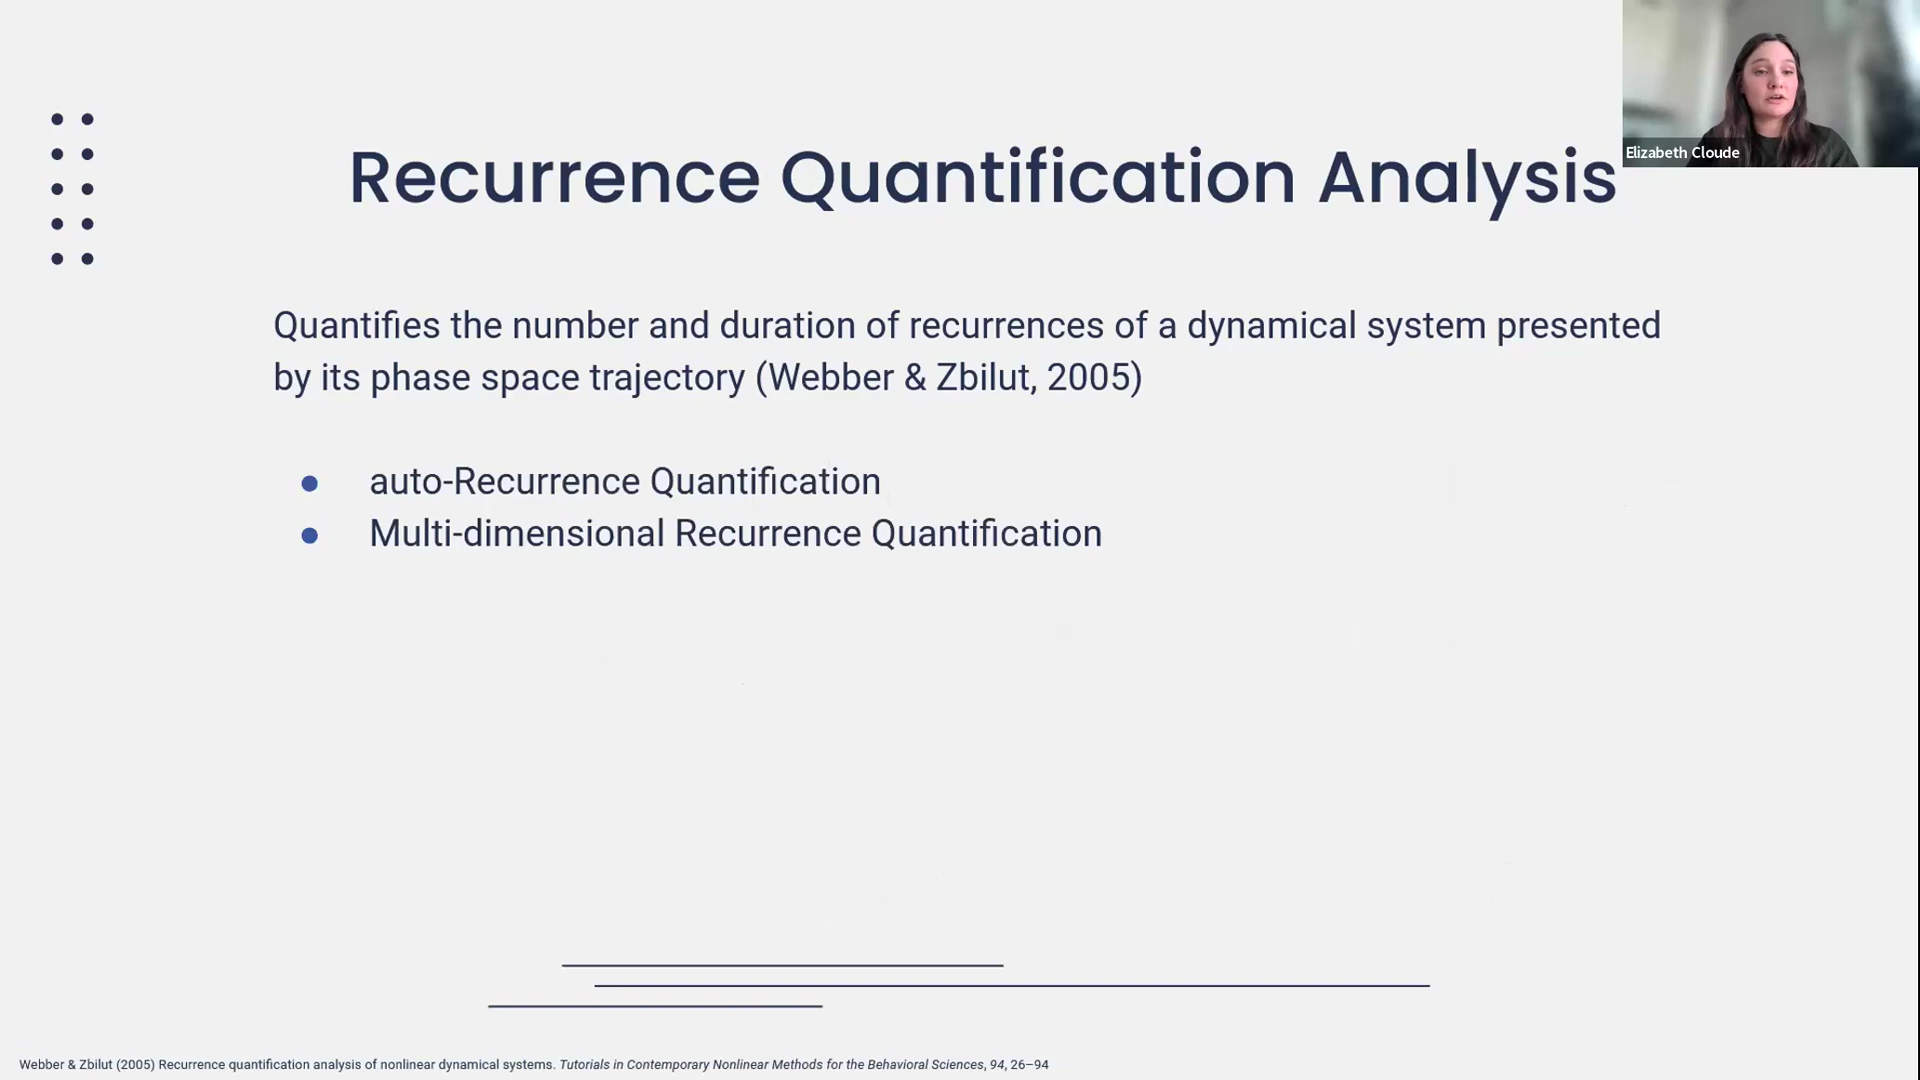 Elizabeth Cloude
Recurrence Quantification Analysis
Quantifies the number and duration of recurrences of a dynamical system presented
by its phase space trajectory (Webber & Zbilut, 2005)
● auto-Recurrence Quantification
● Multi-dimensional Recurrence Quantification
Webber & Zbilut (2005) Recurrence quantification analysis of nonlinear dynamical systems. Tutorials in Contemporary Nonlinear Methods for the Behavioral Sciences, 94, 26–94